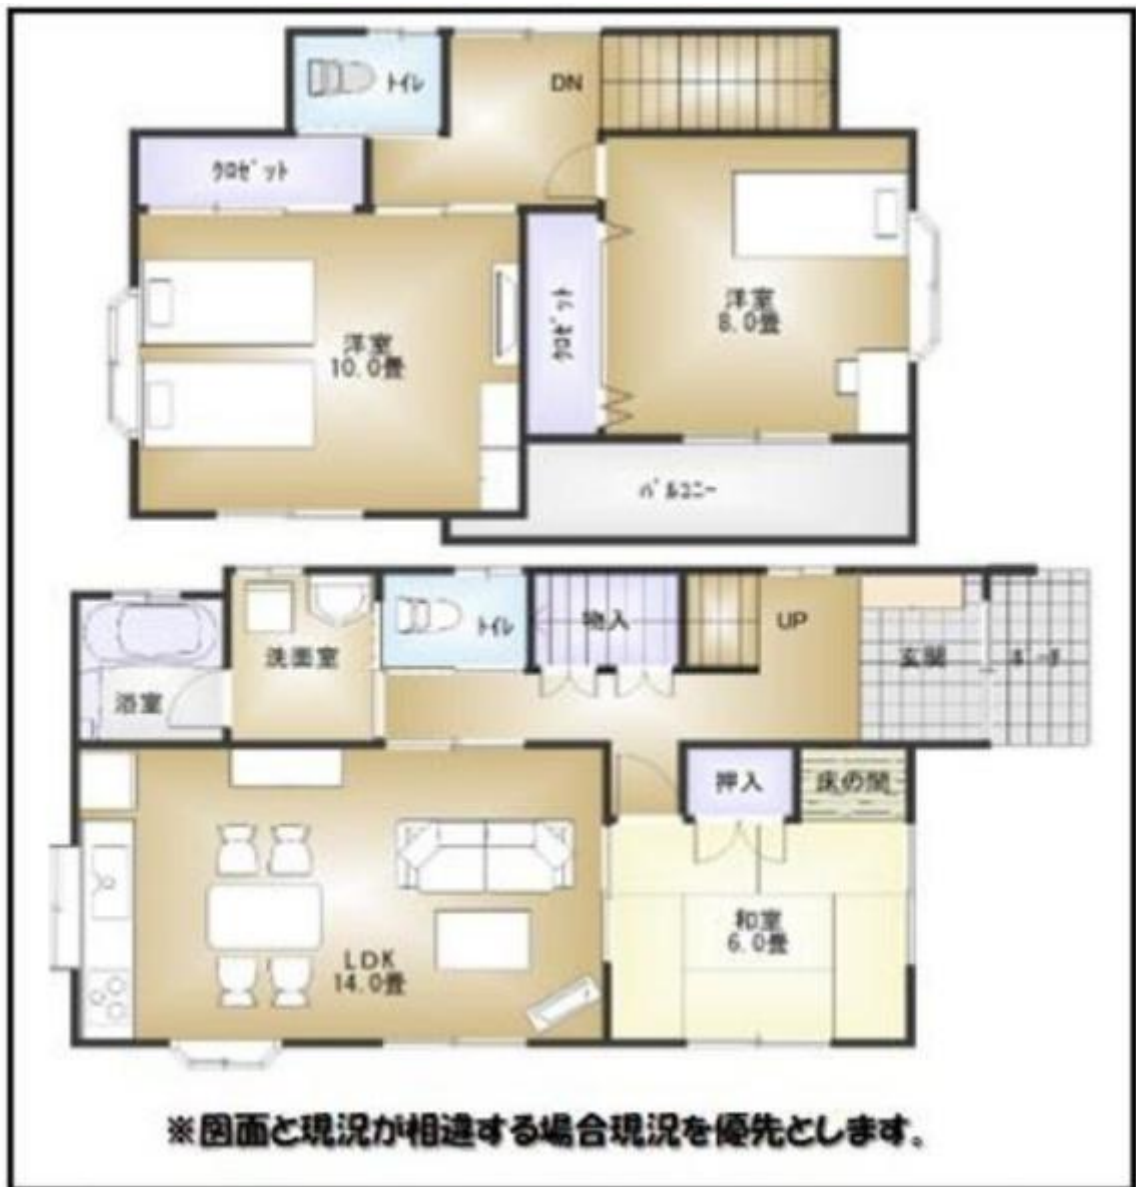 トイレ
DN
クロゼット
洋室
10.0畳
クロゼット
洋室
8.0畳
バルコニー
浴室
洗面室
トイレ
物入
UP
玄関
ポーチ
LDK
14.0畳
押入
床の間
和室
6.0畳
※図面と現況が相違する場合現況を優先とします。